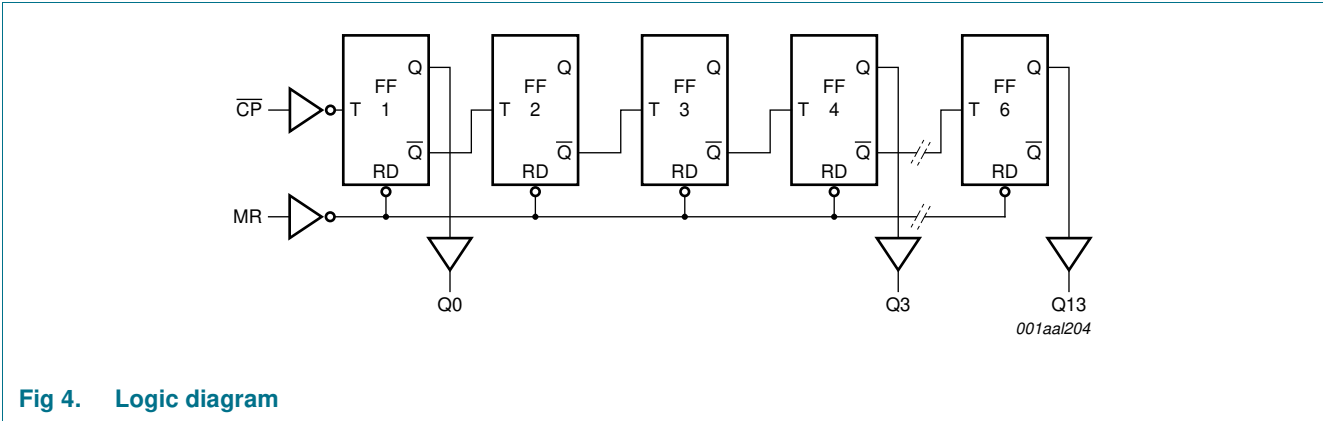 Q Q Q Q Q
FF FF FF FF FF
CP T 1 T 2 T 3 T 4 T 6
Q Q Q Q Q
RD RD RD RD RD
MR
Q0 Q3 Q13
001aal204
Fig 4. Logic diagram